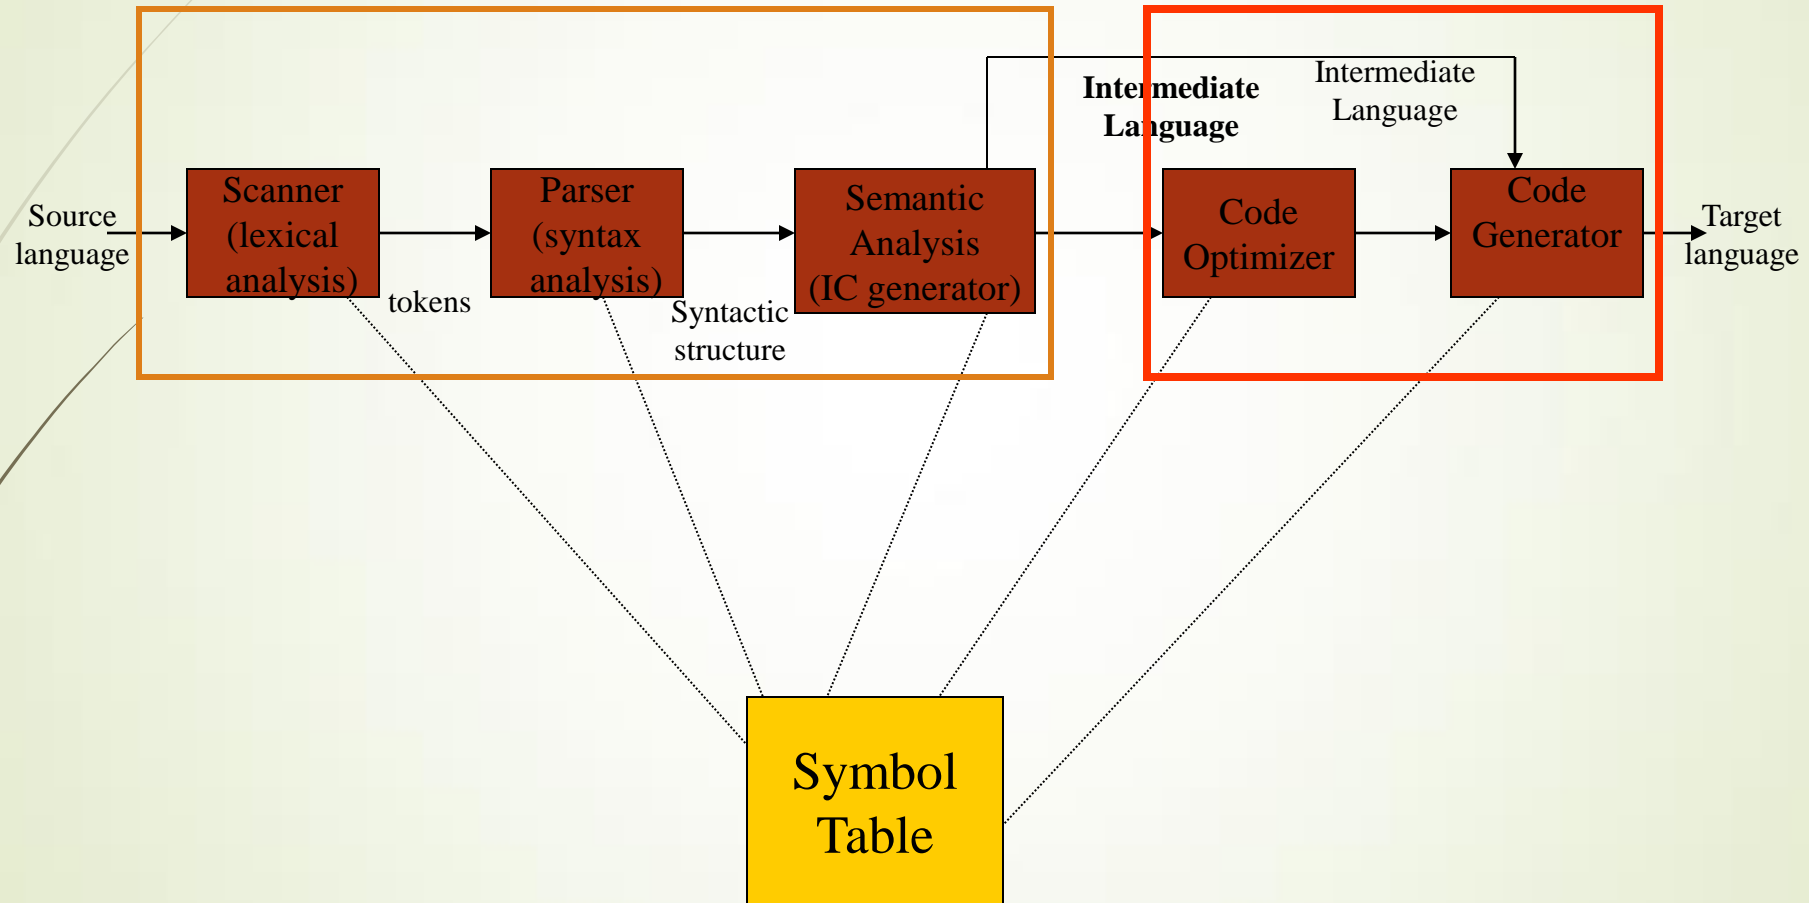 Source
language
Scanner
(lexical
analysis)
tokens
Parser
(syntax
analysis)
Syntactic
structure
Semantic
Analysis
(IC generator)
Intermediate
Language
Intermediate
Language
Code
Optimizer
Code
Generator
Target
language
Symbol
Table